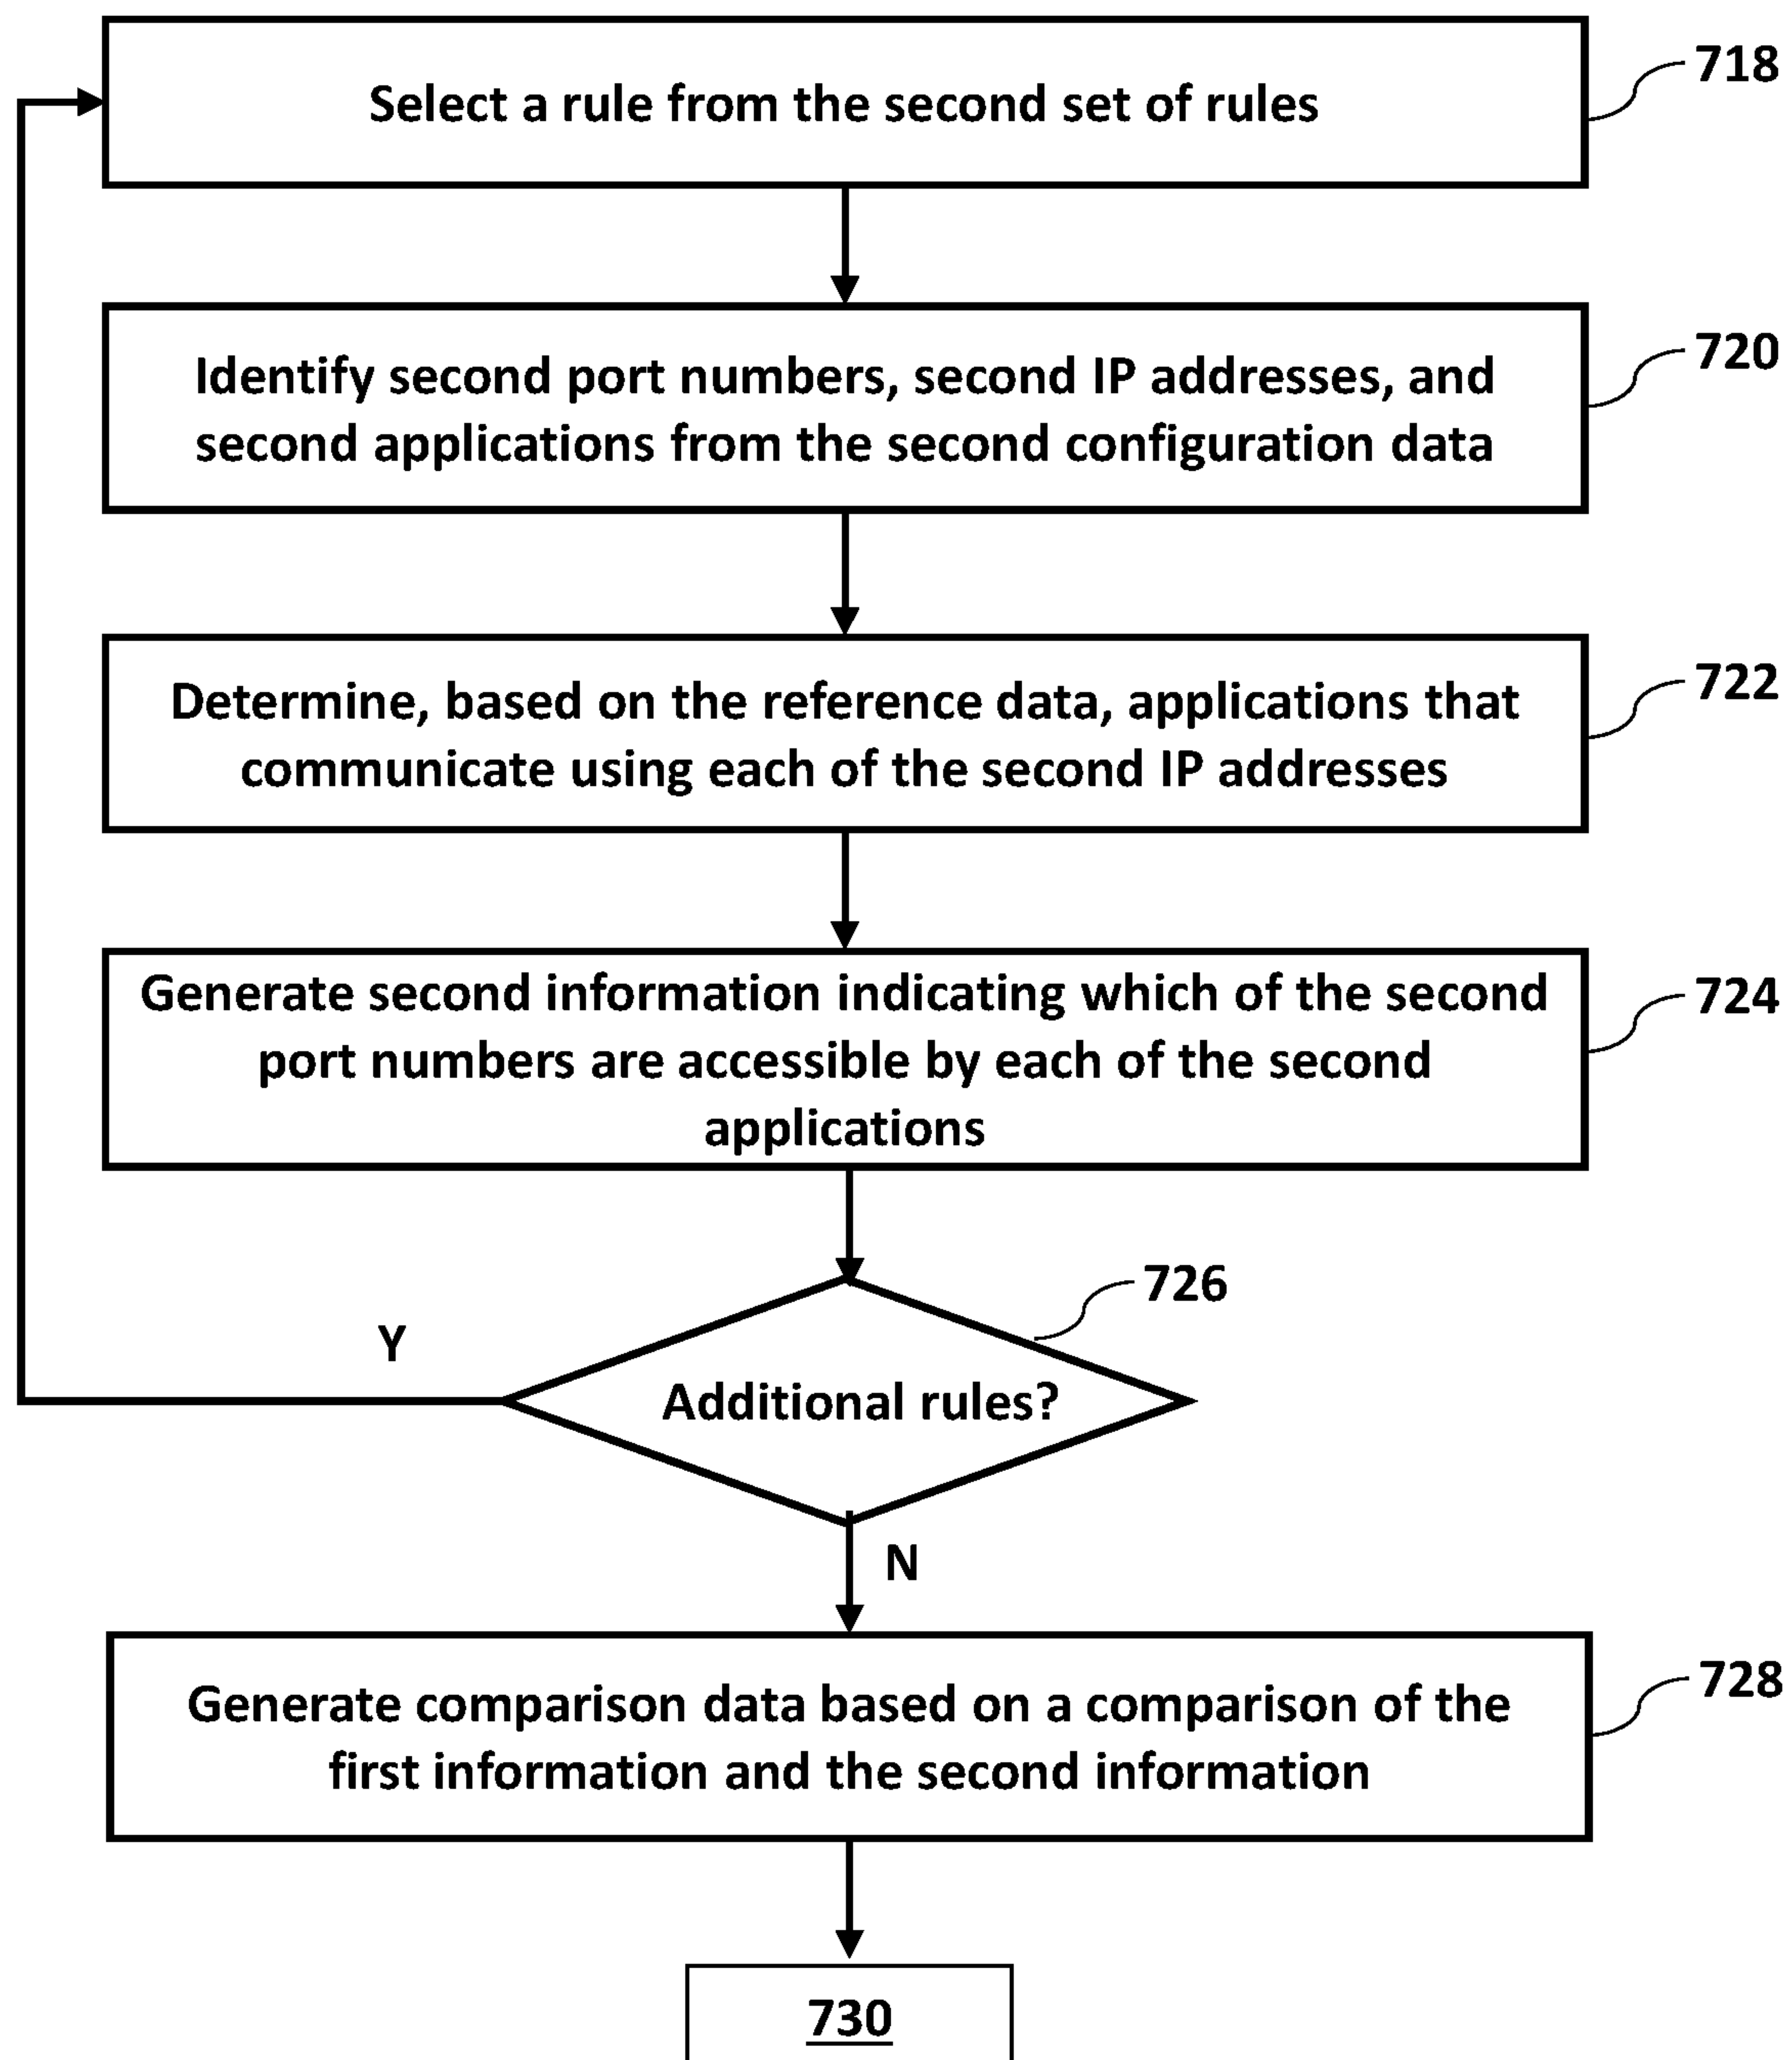 718
Select a rule from the second set of rules
720
Identify second port numbers, second IP addresses, and
second applications from the second configuration data
722
Determine, based on the reference data, applications that
communicate using each of the second IP addresses
724
Generate second information indicating which of the second
port numbers are accessible by each of the second
applications
726
Y
Additional rules?
N
728
Generate comparison data based on a comparison of the
first information and the second information
730